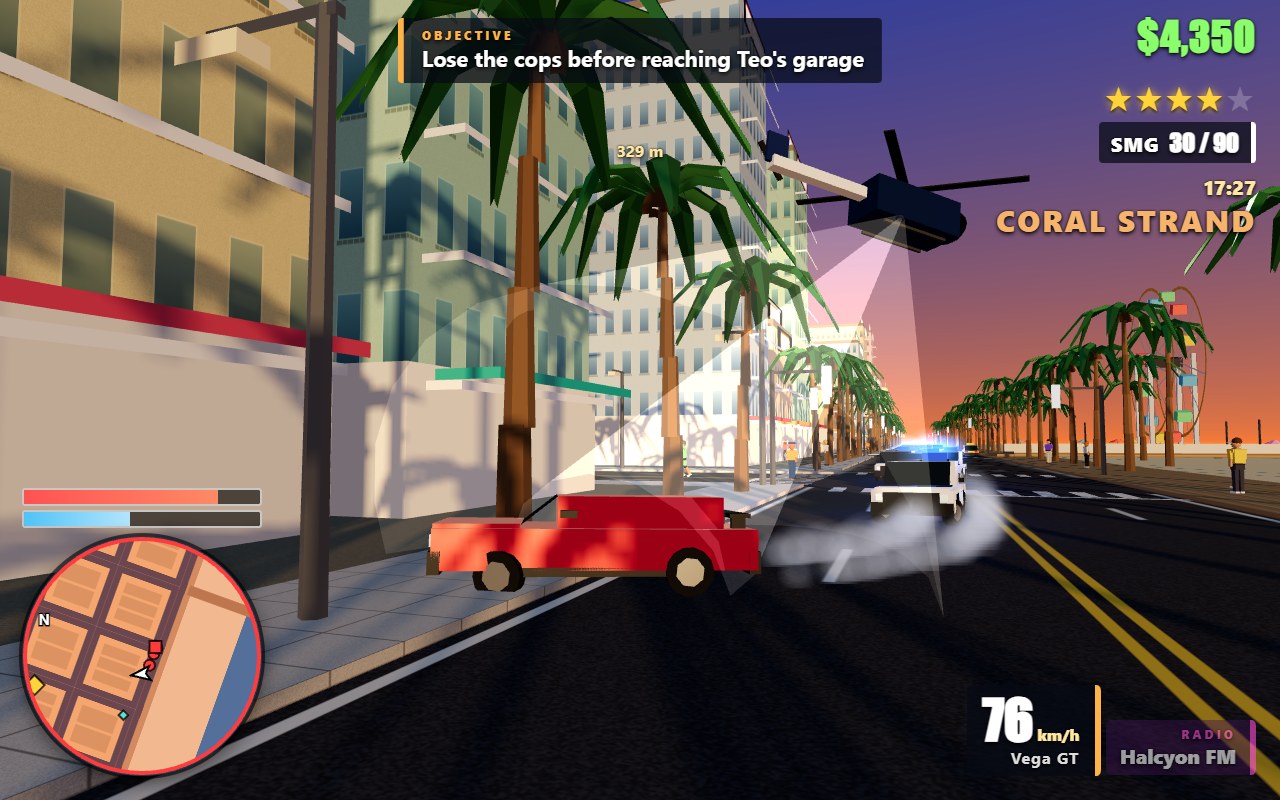 OBJECTIVE
Lose the cops before reaching Teo's garage
$4,350
SMG 30 / 90
329 m
17:27
CORAL STRAND
N
76 km/h
Vega GT
RADIO
Halcyon FM